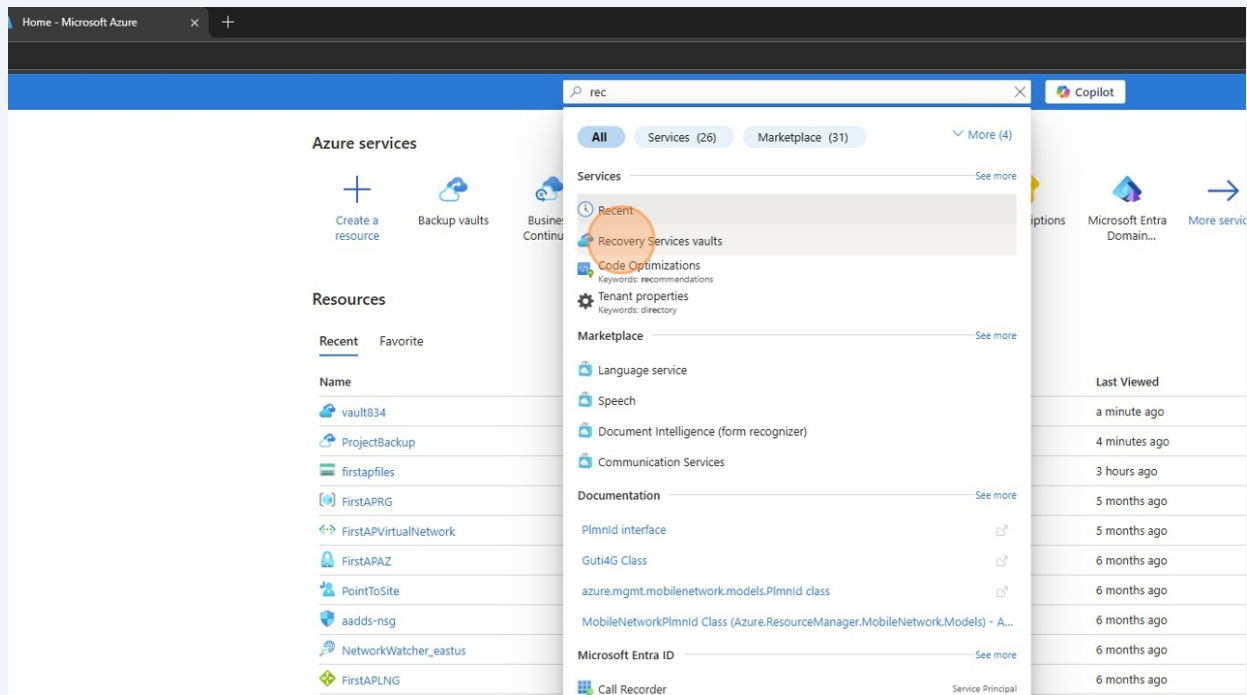 Home - Microsoft Azure
rec
Copilot
All
Services (26)
Marketplace (31)
More (4)
Azure services
Create a
resource
Backup vaults
Busine
Continu
iptions
Microsoft Entra
Domain...
More servic
Services
See more
Recent
Recovery Services vaults
Code Optimizations
Keywords: recommendations
Tenant properties
Keywords: directory
Marketplace
See more
Language service
Speech
Document Intelligence (form recognizer)
Communication Services
Documentation
See more
PlmnId interface
Guti4G Class
azure.mgmt.mobilenetwork.models.PlmnId class
MobileNetworkPlmnId Class (Azure.ResourceManager.MobileNetwork.Models) - A...
Microsoft Entra ID
See more
Call Recorder
Service Principal
Resources
Recent
Favorite
Name
Last Viewed
vault834
a minute ago
ProjectBackup
4 minutes ago
firstapfiles
3 hours ago
FirstAPRG
5 months ago
FirstAPVirtualNetwork
5 months ago
FirstAPAZ
6 months ago
PointToSite
6 months ago
aadds-nsg
6 months ago
NetworkWatcher_eastus
6 months ago
FirstAPLNG
6 months ago